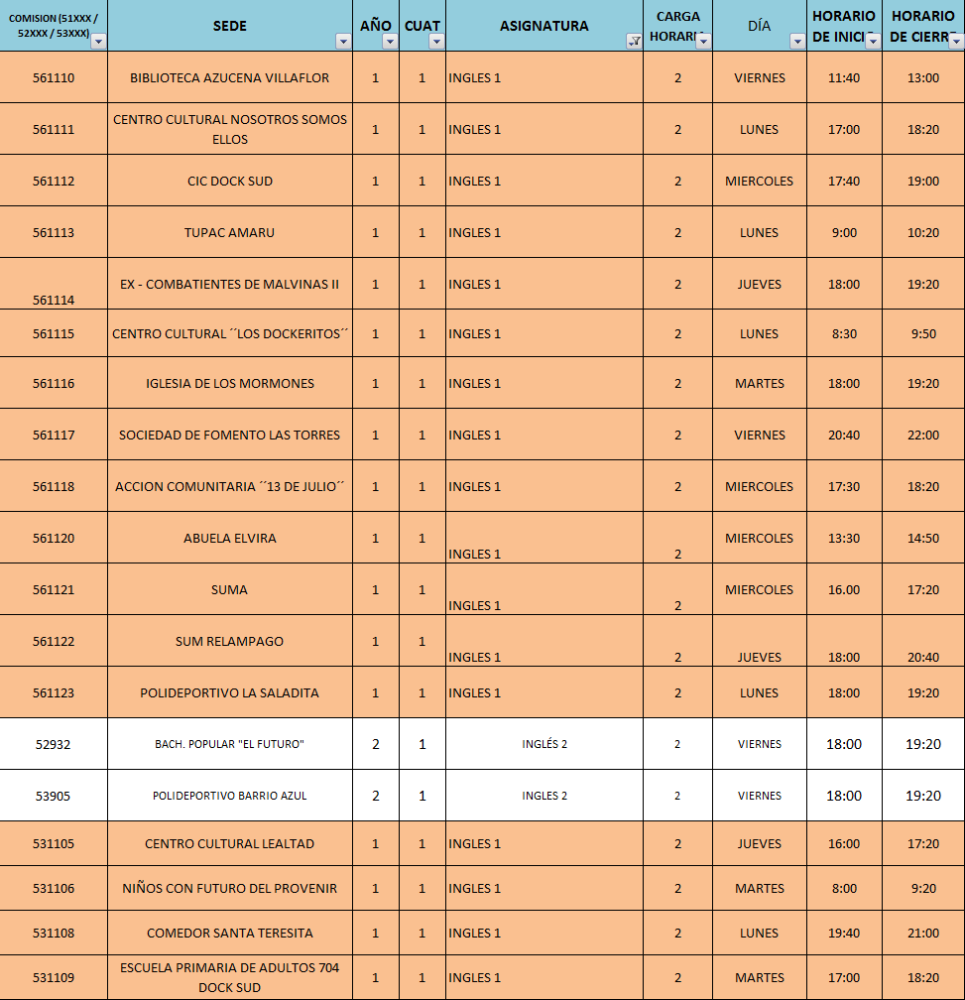 COMISION (51XXX / 52XXX / 53XXX) SEDE AÑO CUAT ASIGNATURA CARGA HORARI DÍA HORARIO DE INICI HORARIO DE CIERR
561110 BIBLIOTECA AZUCENA VILLAFLOR 1 1 INGLES 1 2 VIERNES 11:40 13:00
561111 CENTRO CULTURAL NOSOTROS SOMOS ELLOS 1 1 INGLES 1 2 LUNES 17:00 18:20
561112 CIC DOCK SUD 1 1 INGLES 1 2 MIERCOLES 17:40 19:00
561113 TUPAC AMARU 1 1 INGLES 1 2 LUNES 9:00 10:20
561114 EX - COMBATIENTES DE MALVINAS II 1 1 INGLES 1 2 JUEVES 18:00 19:20
561115 CENTRO CULTURAL ´´LOS DOCKERITOS´´ 1 1 INGLES 1 2 LUNES 8:30 9:50
561116 IGLESIA DE LOS MORMONES 1 1 INGLES 1 2 MARTES 18:00 19:20
561117 SOCIEDAD DE FOMENTO LAS TORRES 1 1 INGLES 1 2 VIERNES 20:40 22:00
561118 ACCION COMUNITARIA ´´13 DE JULIO´´ 1 1 INGLES 1 2 MIERCOLES 17:30 18:20
561120 ABUELA ELVIRA 1 1 INGLES 1 2 MIERCOLES 13:30 14:50
561121 SUMA 1 1 INGLES 1 2 MIERCOLES 16.00 17:20
561122 SUM RELAMPAGO 1 1 INGLES 1 2 JUEVES 18:00 20:40
561123 POLIDEPORTIVO LA SALADITA 1 1 INGLES 1 2 LUNES 18:00 19:20
52932 BACH. POPULAR "EL FUTURO" 2 1 INGLÉS 2 2 VIERNES 18:00 19:20
53905 POLIDEPORTIVO BARRIO AZUL 2 1 INGLES 2 2 VIERNES 18:00 19:20
531105 CENTRO CULTURAL LEALTAD 1 1 INGLES 1 2 JUEVES 16:00 17:20
531106 NIÑOS CON FUTURO DEL PROVENIR 1 1 INGLES 1 2 MARTES 8:00 9:20
531108 COMEDOR SANTA TERESITA 1 1 INGLES 1 2 LUNES 19:40 21:00
531109 ESCUELA PRIMARIA DE ADULTOS 704 DOCK SUD 1 1 INGLES 1 2 MARTES 17:00 18:20